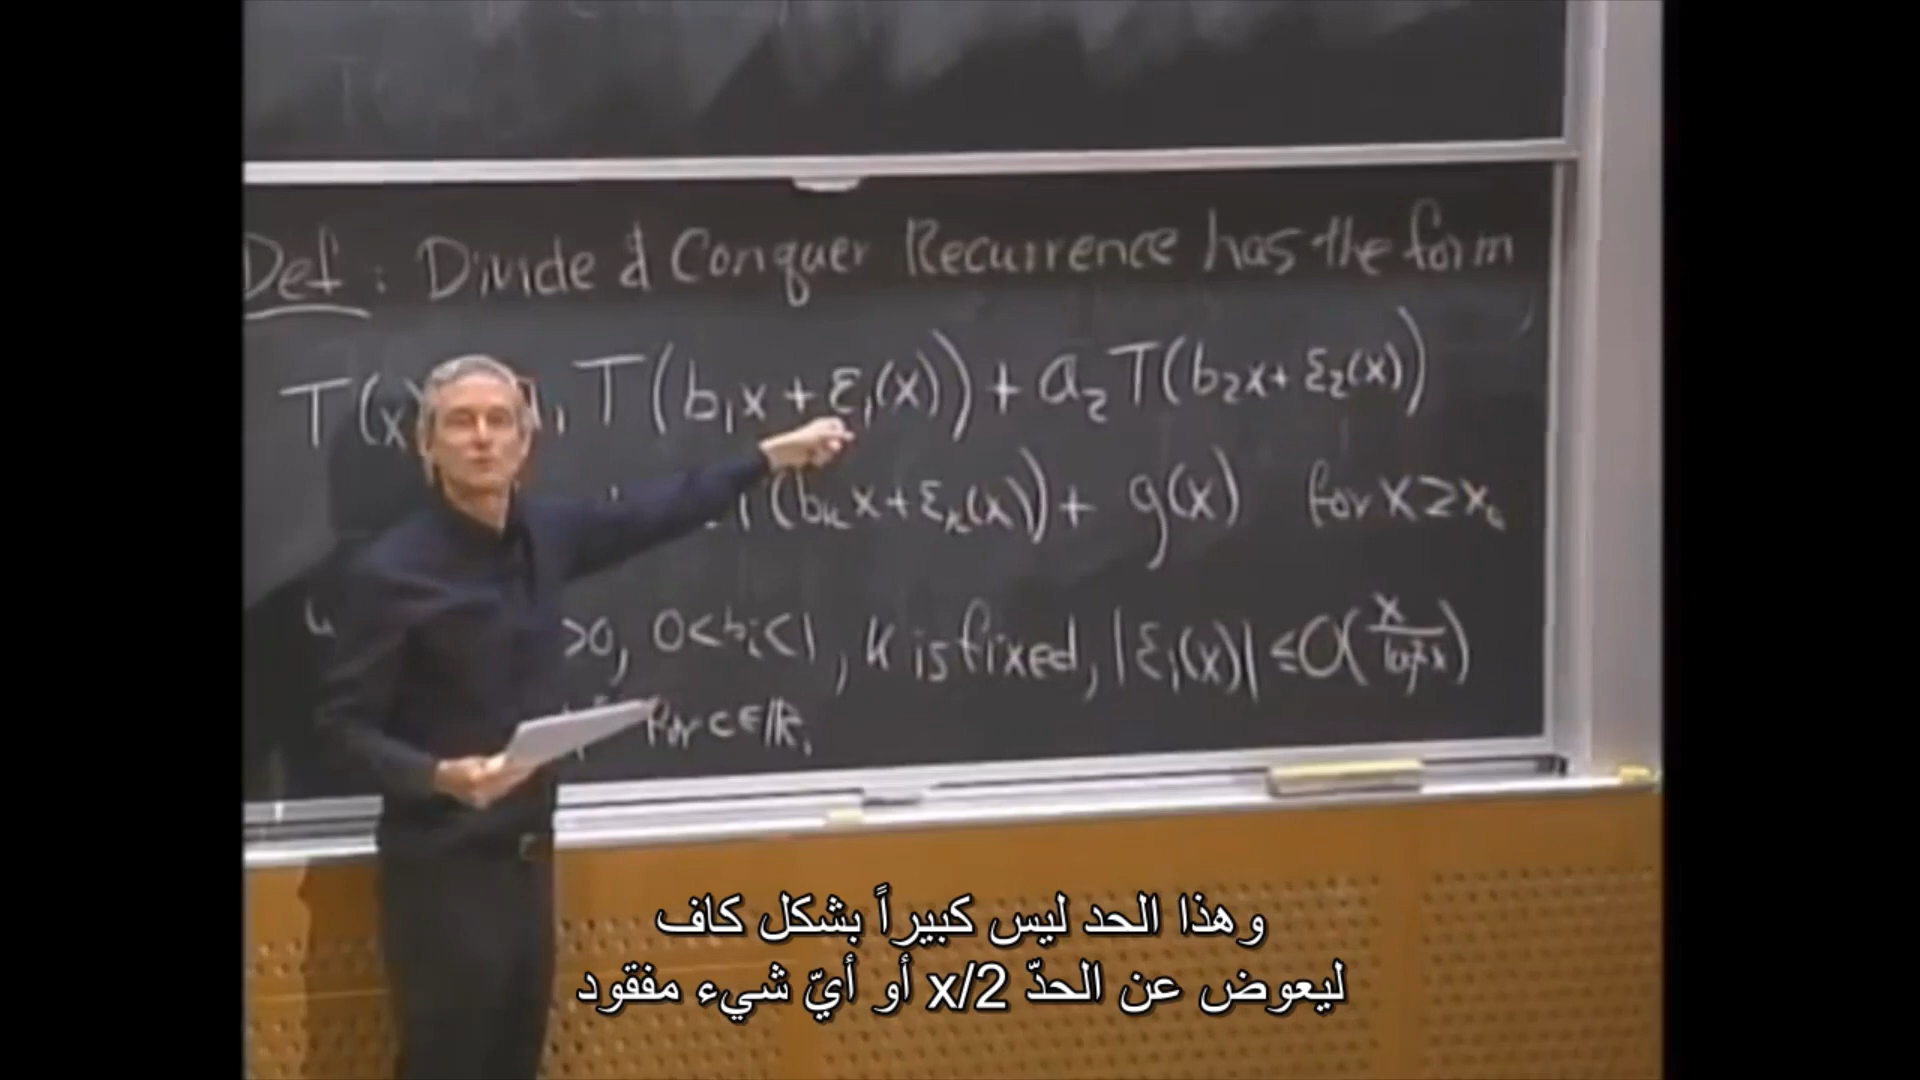 Def: Divide & Conquer Recurrence has the form
T(x) , T(b₁x + ε₁(x)) + a₂T(b₂x + ε₂(x))
T(bₖx + εₖ(x)) + g(x) for x ≥ x₀
>0, 0<bᵢ<1, k is fixed, |εᵢ(x)| ≤ O(x/log²x)
for c∈ℝ.
وهذا الحد ليس كبيراً بشكل كاف
ليعوض عن الحدّ x/2 أو أيّ شيء مفقود